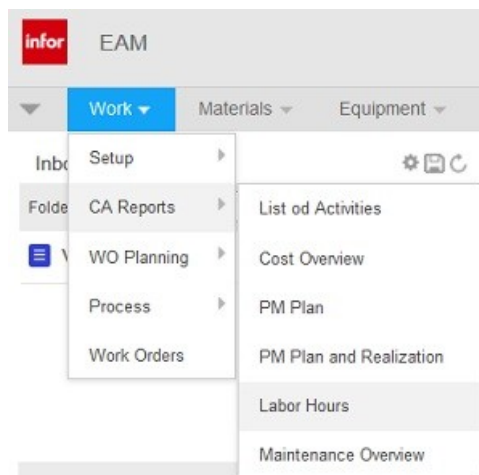 infor EAM
Work Materials Equipment
Inbo
Setup
Folde
CA Reports
List od Activities
WO Planning
Cost Overview
Process
PM Plan
Work Orders
PM Plan and Realization
Labor Hours
Maintenance Overview